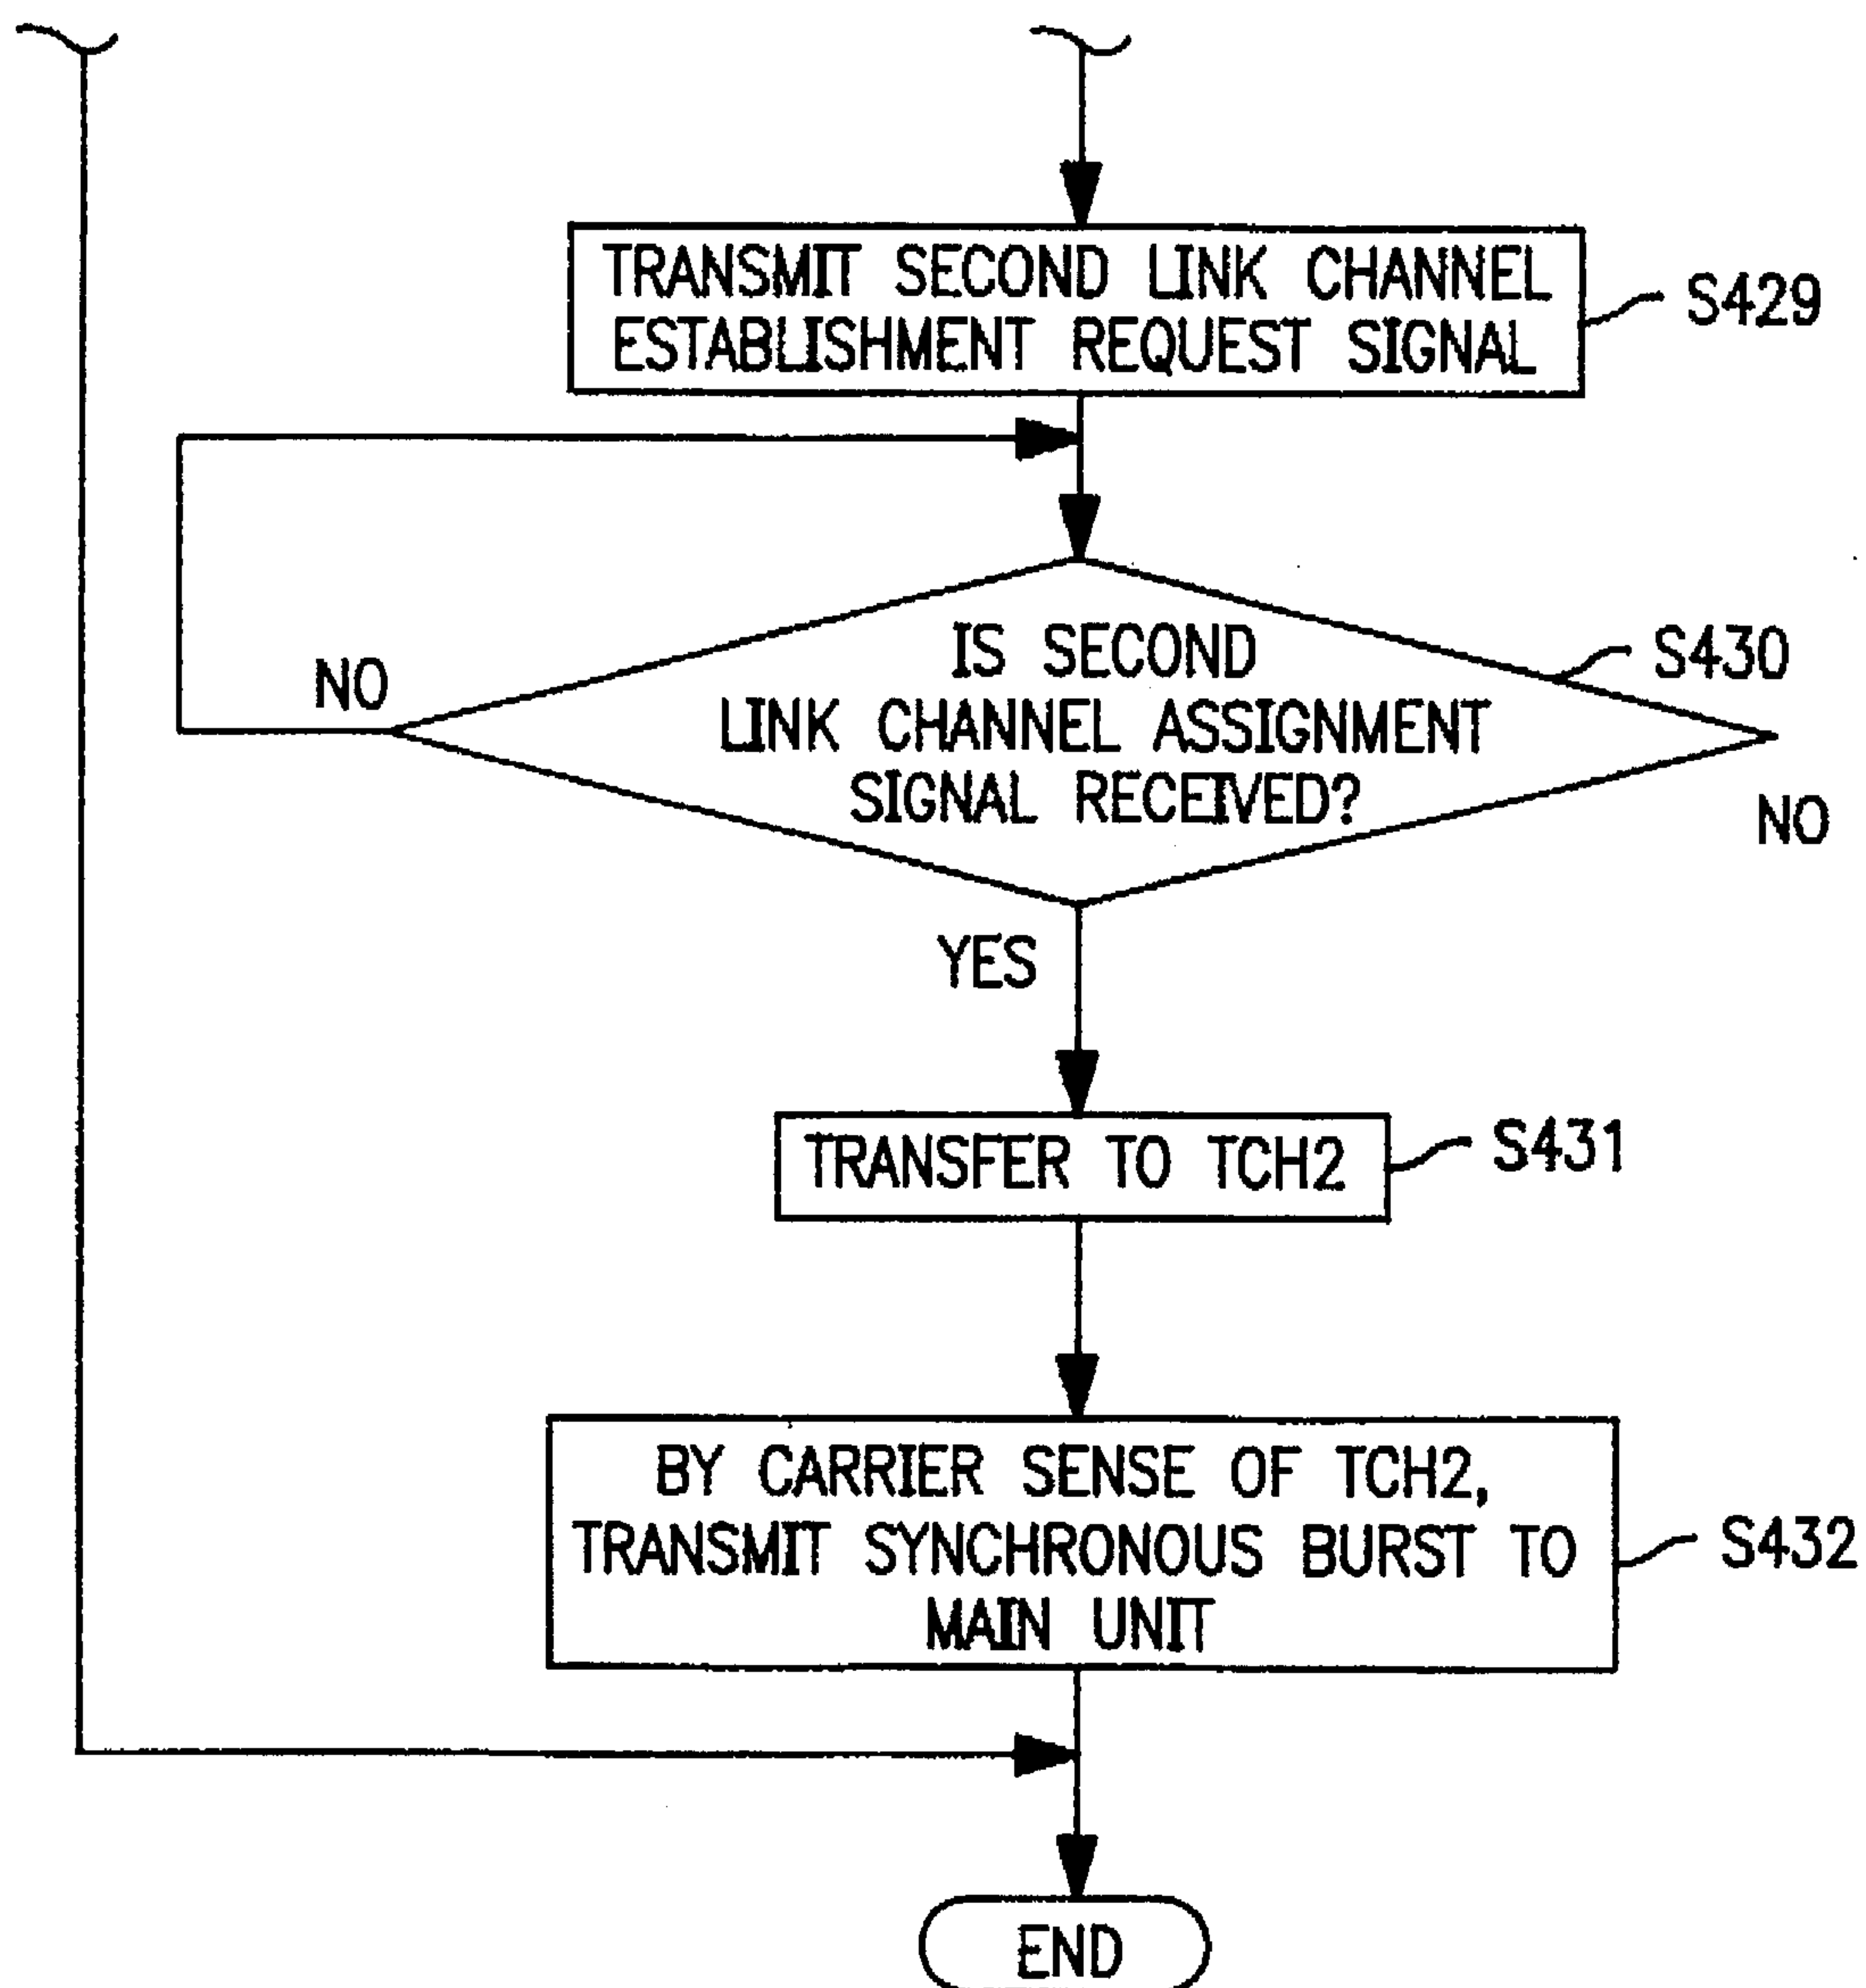 TRANSMIT SECOND LINK CHANNEL
ESTABLISHMENT REQUEST SIGNAL
S429
IS SECOND
LINK CHANNEL ASSIGNMENT
SIGNAL RECEIVED?
S430
NO
NO
YES
TRANSFER TO TCH2
S431
BY CARRIER SENSE OF TCH2,
TRANSMIT SYNCHRONOUS BURST TO
MAIN UNIT
S432
END